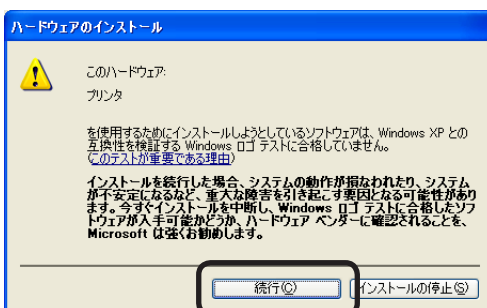 ハードウェアのインストール
このハードウェア:
プリンタ
を使用するためにインストールしようとしているソフトウェアは、Windows XP との
互換性を検証する Windows ロゴ テストに合格していません。
(このテストが重要である理由)
インストールを続行した場合、システムの動作が損なわれたり、システム
が不安定になるなど、重大な障害を引き起こす要因となる可能性があり
ます。今すぐインストールを中断し、Windows ロゴ テストに合格したソフ
トウェアが入手可能かどうか、ハードウェア ベンダーに確認されることを、
Microsoft は強くお勧めします。
続行(C)
インストールの停止(S)